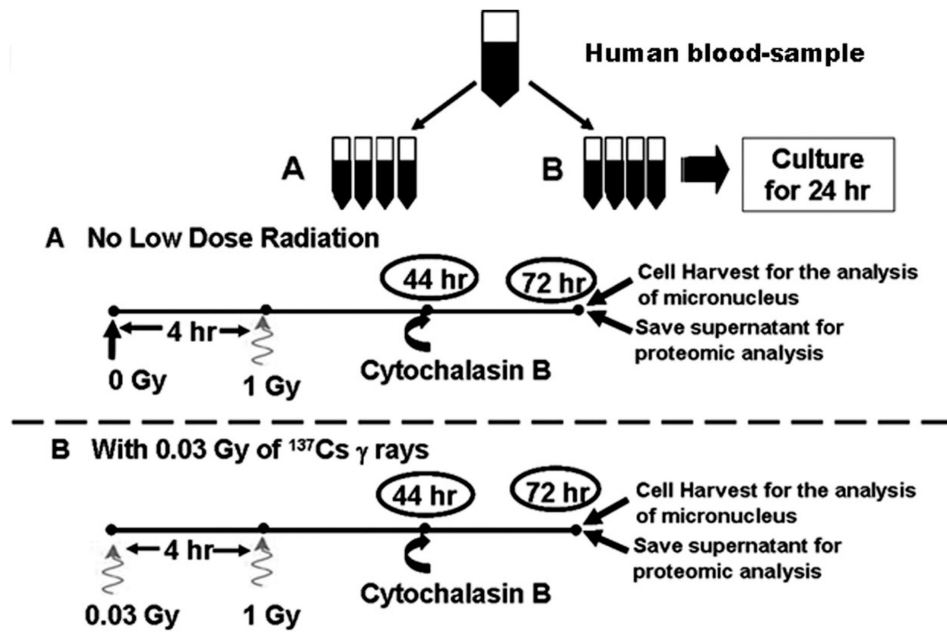 Human blood-sample
A
B
Culture
for 24 hr
A No Low Dose Radiation
44 hr
72 hr
Cell Harvest for the analysis
of micronucleus
Save supernatant for
proteomic analysis
4 hr
0 Gy
1 Gy
Cytochalasin B
B With 0.03 Gy of ¹³⁷Cs γ rays
44 hr
72 hr
Cell Harvest for the analysis
of micronucleus
Save supernatant for
proteomic analysis
4 hr
0.03 Gy
1 Gy
Cytochalasin B